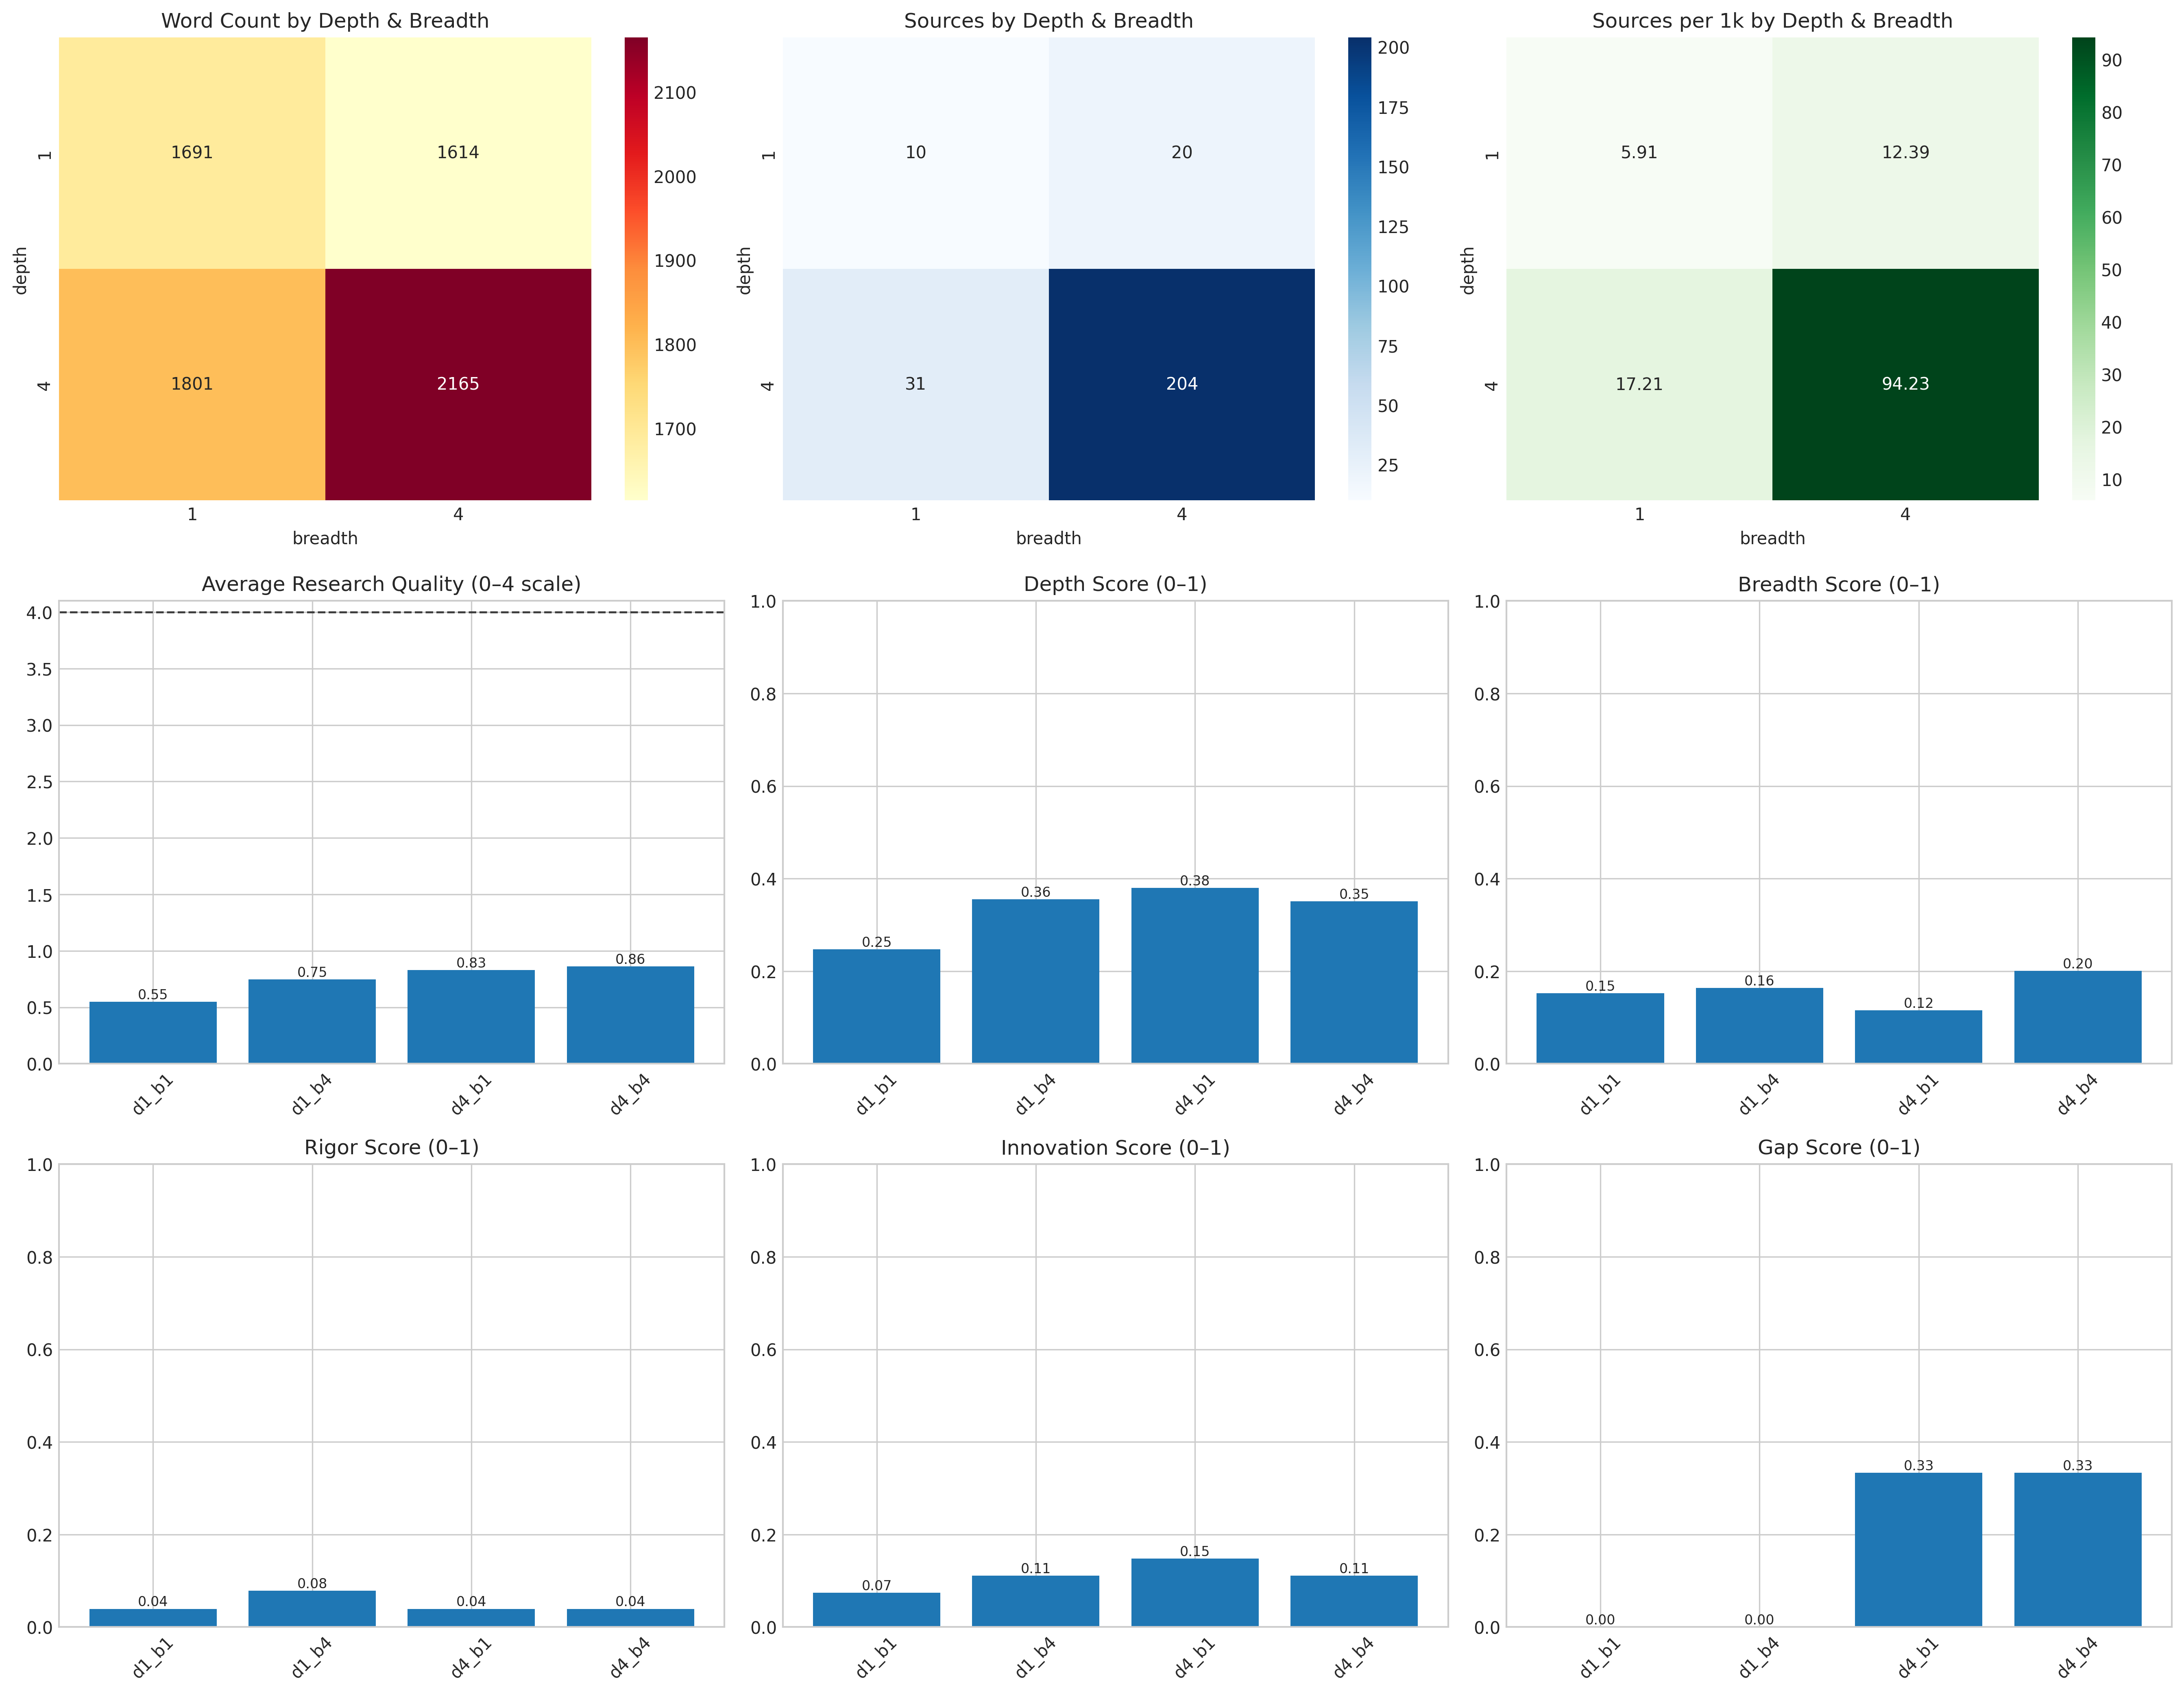 Word Count by Depth & Breadth
1691 1614
1801 2165
1
4
depth
1 4
breadth
2100
2000
1900
1800
1700
Sources by Depth & Breadth
10 20
31 204
1
4
depth
1 4
breadth
200
175
150
125
100
75
50
25
Sources per 1k by Depth & Breadth
5.91 12.39
17.21 94.23
1
4
depth
1 4
breadth
90
80
70
60
50
40
30
20
10
Average Research Quality (0–4 scale)
4.0
3.5
3.0
2.5
2.0
1.5
1.0
0.5
0.0
0.55 0.75 0.83 0.86
d1_b1 d1_b4 d4_b1 d4_b4
Depth Score (0–1)
1.0
0.8
0.6
0.4
0.2
0.0
0.25 0.36 0.38 0.35
d1_b1 d1_b4 d4_b1 d4_b4
Breadth Score (0–1)
1.0
0.8
0.6
0.4
0.2
0.0
0.15 0.16 0.12 0.20
d1_b1 d1_b4 d4_b1 d4_b4
Rigor Score (0–1)
1.0
0.8
0.6
0.4
0.2
0.0
0.04 0.08 0.04 0.04
d1_b1 d1_b4 d4_b1 d4_b4
Innovation Score (0–1)
1.0
0.8
0.6
0.4
0.2
0.0
0.07 0.11 0.15 0.11
d1_b1 d1_b4 d4_b1 d4_b4
Gap Score (0–1)
1.0
0.8
0.6
0.4
0.2
0.0
0.00 0.00 0.33 0.33
d1_b1 d1_b4 d4_b1 d4_b4